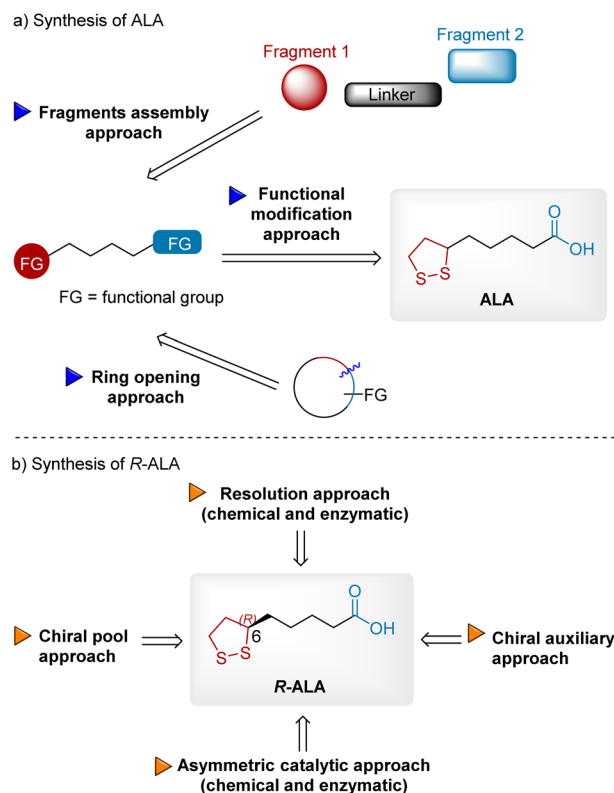 a) Synthesis of ALA
Fragment 1
Fragment 2
Linker
Fragments assembly
approach
Functional
modification
approach
FG
FG
FG = functional group
O
OH
S
S
ALA
Ring opening
approach
FG
b) Synthesis of R-ALA
Resolution approach
(chemical and enzymatic)
Chiral pool
approach
(R)
6
S
S
O
OH
R-ALA
Chiral auxiliary
approach
Asymmetric catalytic approach
(chemical and enzymatic)